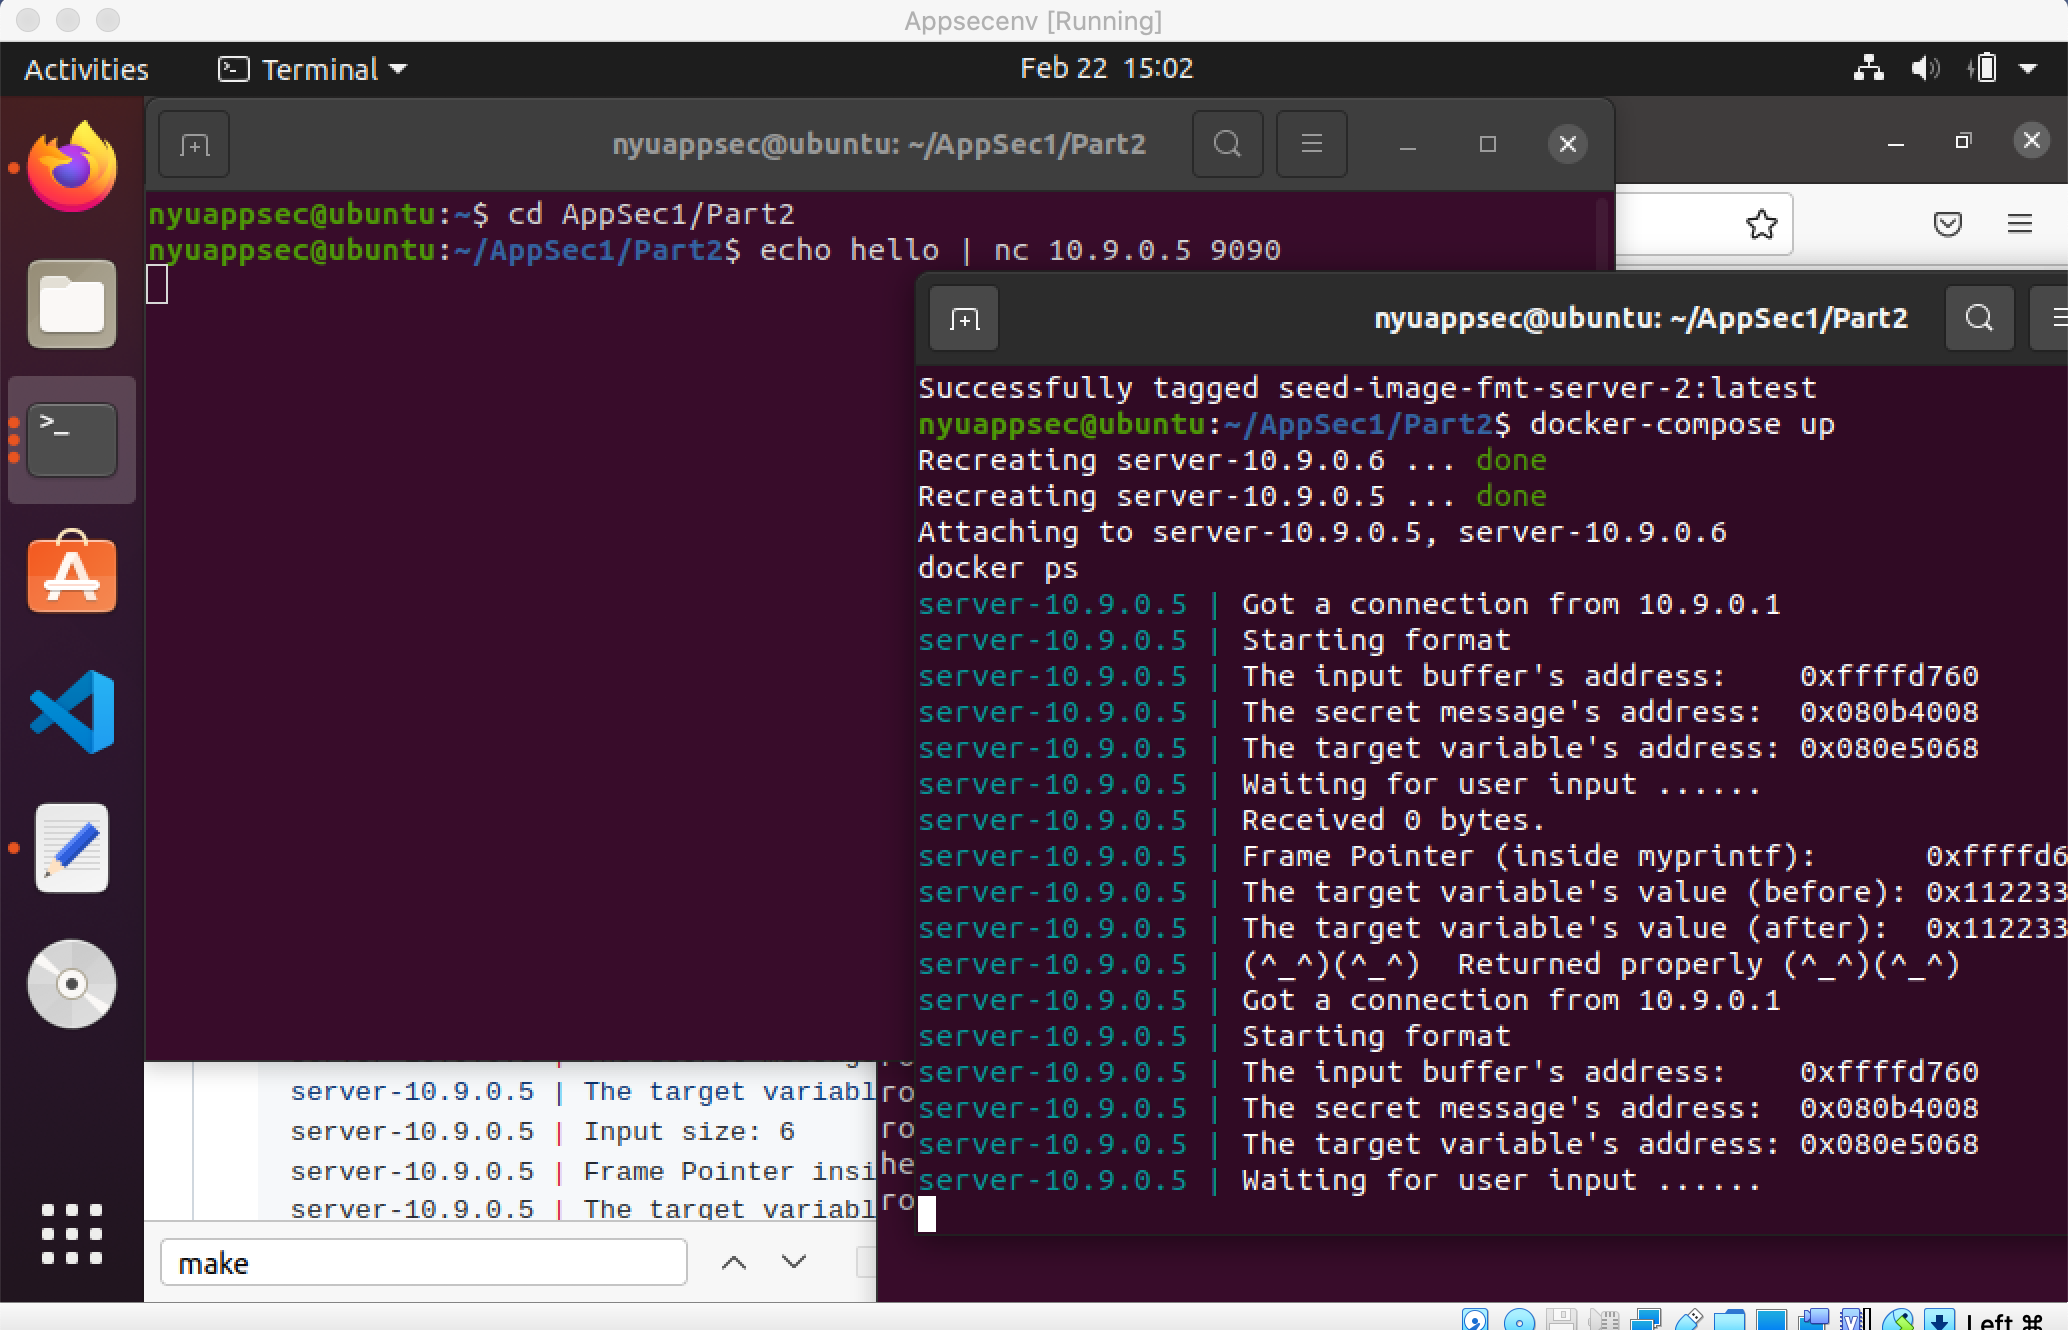 Appsecenv [Running]
Activities
Terminal
Feb 22 15:02
nyuappsec@ubuntu: ~/AppSec1/Part2
nyuappsec@ubuntu:~$ cd AppSec1/Part2
nyuappsec@ubuntu:~/AppSec1/Part2$ echo hello | nc 10.9.0.5 9090
nyuappsec@ubuntu: ~/AppSec1/Part2
Successfully tagged seed-image-fmt-server-2:latest
nyuappsec@ubuntu:~/AppSec1/Part2$ docker-compose up
Recreating server-10.9.0.6 ... done
Recreating server-10.9.0.5 ... done
Attaching to server-10.9.0.5, server-10.9.0.6
docker ps
server-10.9.0.5 | Got a connection from 10.9.0.1
server-10.9.0.5 | Starting format
server-10.9.0.5 | The input buffer's address:    0xffffd760
server-10.9.0.5 | The secret message's address:  0x080b4008
server-10.9.0.5 | The target variable's address: 0x080e5068
server-10.9.0.5 | Waiting for user input ......
server-10.9.0.5 | Received 0 bytes.
server-10.9.0.5 | Frame Pointer (inside myprintf):      0xffffd6
server-10.9.0.5 | The target variable's value (before): 0x112233
server-10.9.0.5 | The target variable's value (after):  0x112233
server-10.9.0.5 | (^_^)(^_^)  Returned properly (^_^)(^_^)
server-10.9.0.5 | Got a connection from 10.9.0.1
server-10.9.0.5 | Starting format
server-10.9.0.5 | The input buffer's address:    0xffffd760
server-10.9.0.5 | The secret message's address:  0x080b4008
server-10.9.0.5 | The target variable's address: 0x080e5068
server-10.9.0.5 | Waiting for user input ......
server-10.9.0.5 | The target variabl
server-10.9.0.5 | Input size: 6
server-10.9.0.5 | Frame Pointer insi
server-10.9.0.5 | The target variabl
ro
ro
he
ro
make
Left ⌘